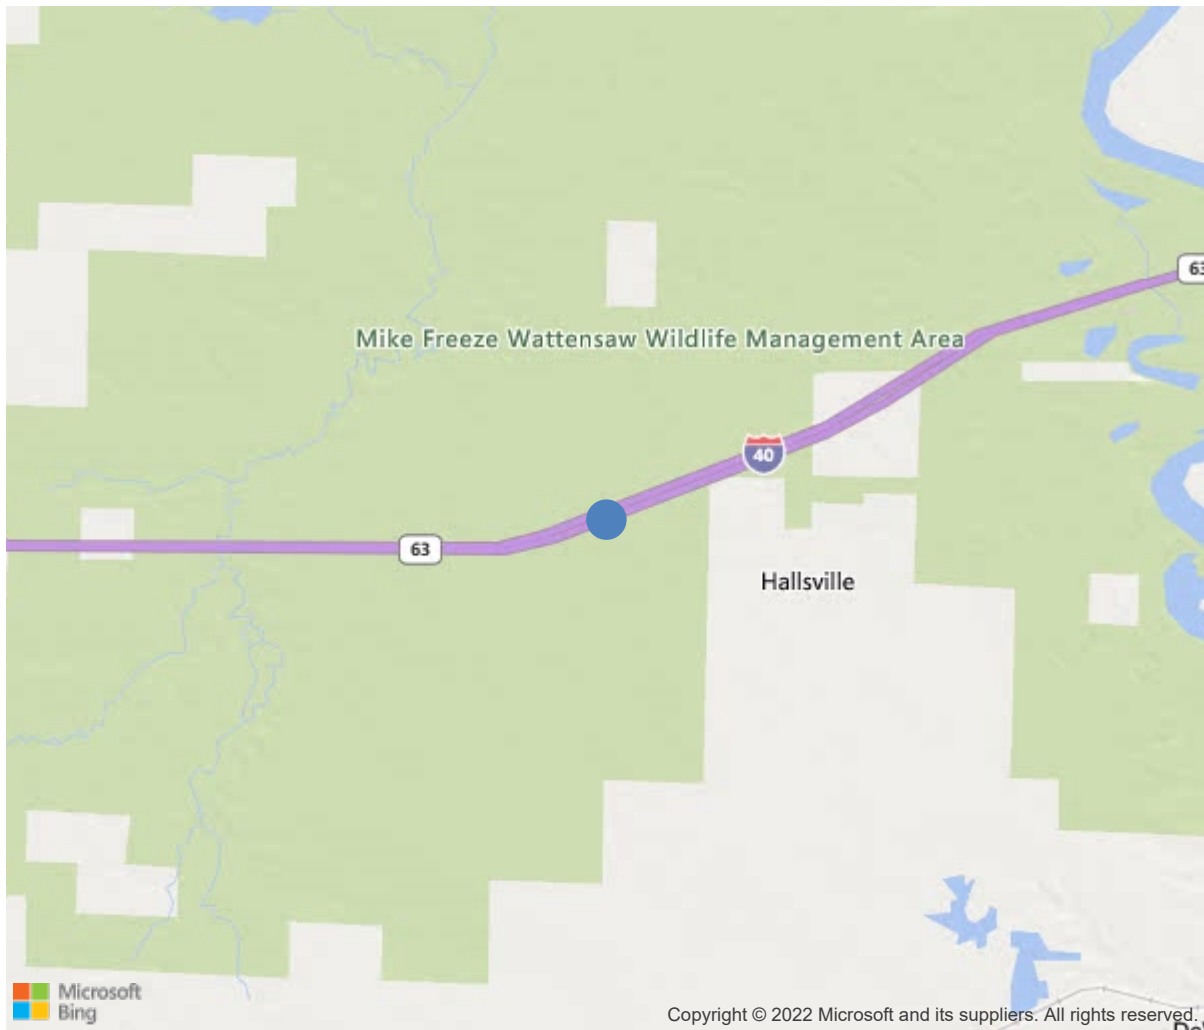 63
Mike Freeze Wattensaw Wildlife Management Area
40
63
Hallsville
Microsoft
Bing
Copyright © 2022 Microsoft and its suppliers. All rights reserved.